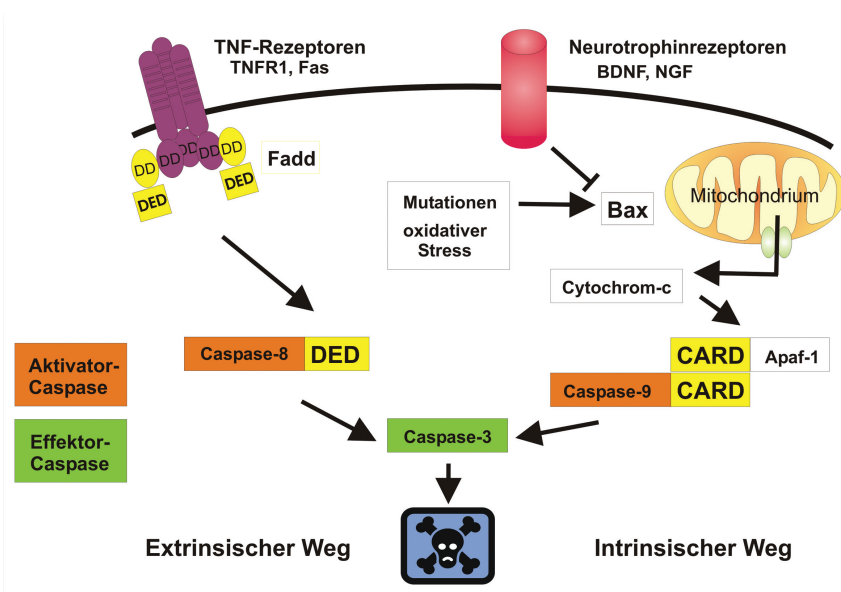 TNF-Rezeptoren
TNFR1, Fas
Neurotrophinrezeptoren
BDNF, NGF
DD
DD
DD
DD
DD
DED
DED
Fadd
Mitochondrium
Mutationen
oxidativer
Stress
Bax
Cytochrom-c
Caspase-8 DED
CARD Apaf-1
Caspase-9 CARD
Aktivator-
Caspase
Effektor-
Caspase
Caspase-3
Extrinsischer Weg
Intrinsischer Weg